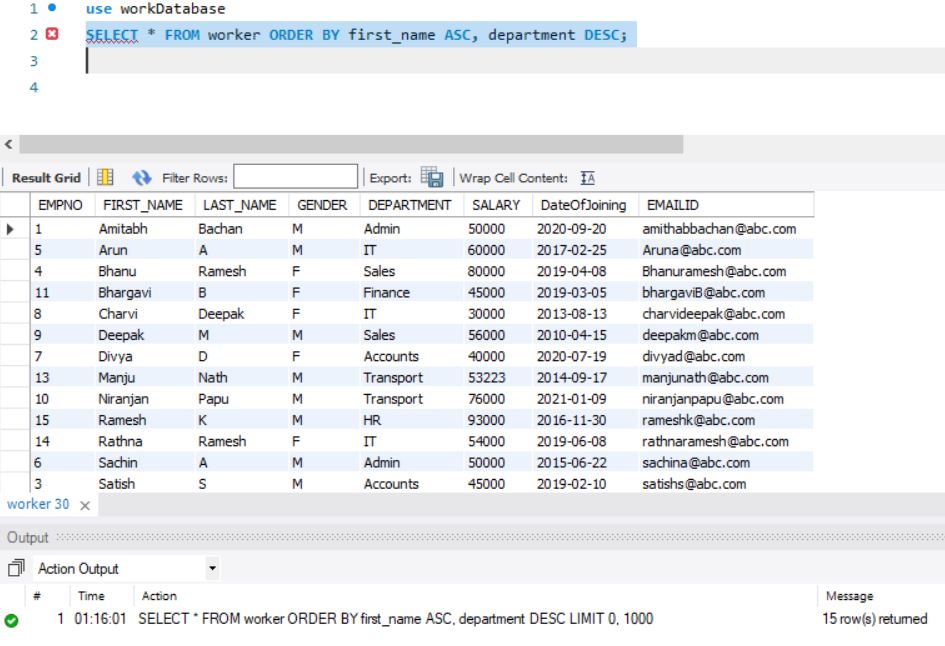 1 use workDatabase
2 SELECT * FROM worker ORDER BY first_name ASC, department DESC;
3
4
Result Grid Filter Rows: Export: Wrap Cell Content: IA
EMPNO FIRST_NAME LAST_NAME GENDER DEPARTMENT SALARY DateOfJoining EMAILID
1 Amitabh Bachan M Admin 50000 2020-09-20 amithabbachan@abc.com
5 Arun A M IT 60000 2017-02-25 Aruna@abc.com
4 Bhanu Ramesh F Sales 80000 2019-04-08 Bhanuramesh@abc.com
11 Bhargavi B F Finance 45000 2019-03-05 bhargaviB@abc.com
8 Charvi Deepak F IT 30000 2013-08-13 charvideepak@abc.com
9 Deepak M M Sales 56000 2010-04-15 deepakm@abc.com
7 Divya D F Accounts 40000 2020-07-19 divyad@abc.com
13 Manju Nath M Transport 53223 2014-09-17 manjunath@abc.com
10 Niranjan Papu M Transport 76000 2021-01-09 niranjanpapu@abc.com
15 Ramesh K M HR 93000 2016-11-30 rameshk@abc.com
14 Rathna Ramesh F IT 54000 2019-06-08 rathnaramesh@abc.com
6 Sachin A M Admin 50000 2015-06-22 sachina@abc.com
3 Satish S M Accounts 45000 2019-02-10 satishs@abc.com
worker 30
Output
Action Output
# Time Action Message
1 01:16:01 SELECT * FROM worker ORDER BY first_name ASC, department DESC LIMIT 0, 1000 15 row(s) returned